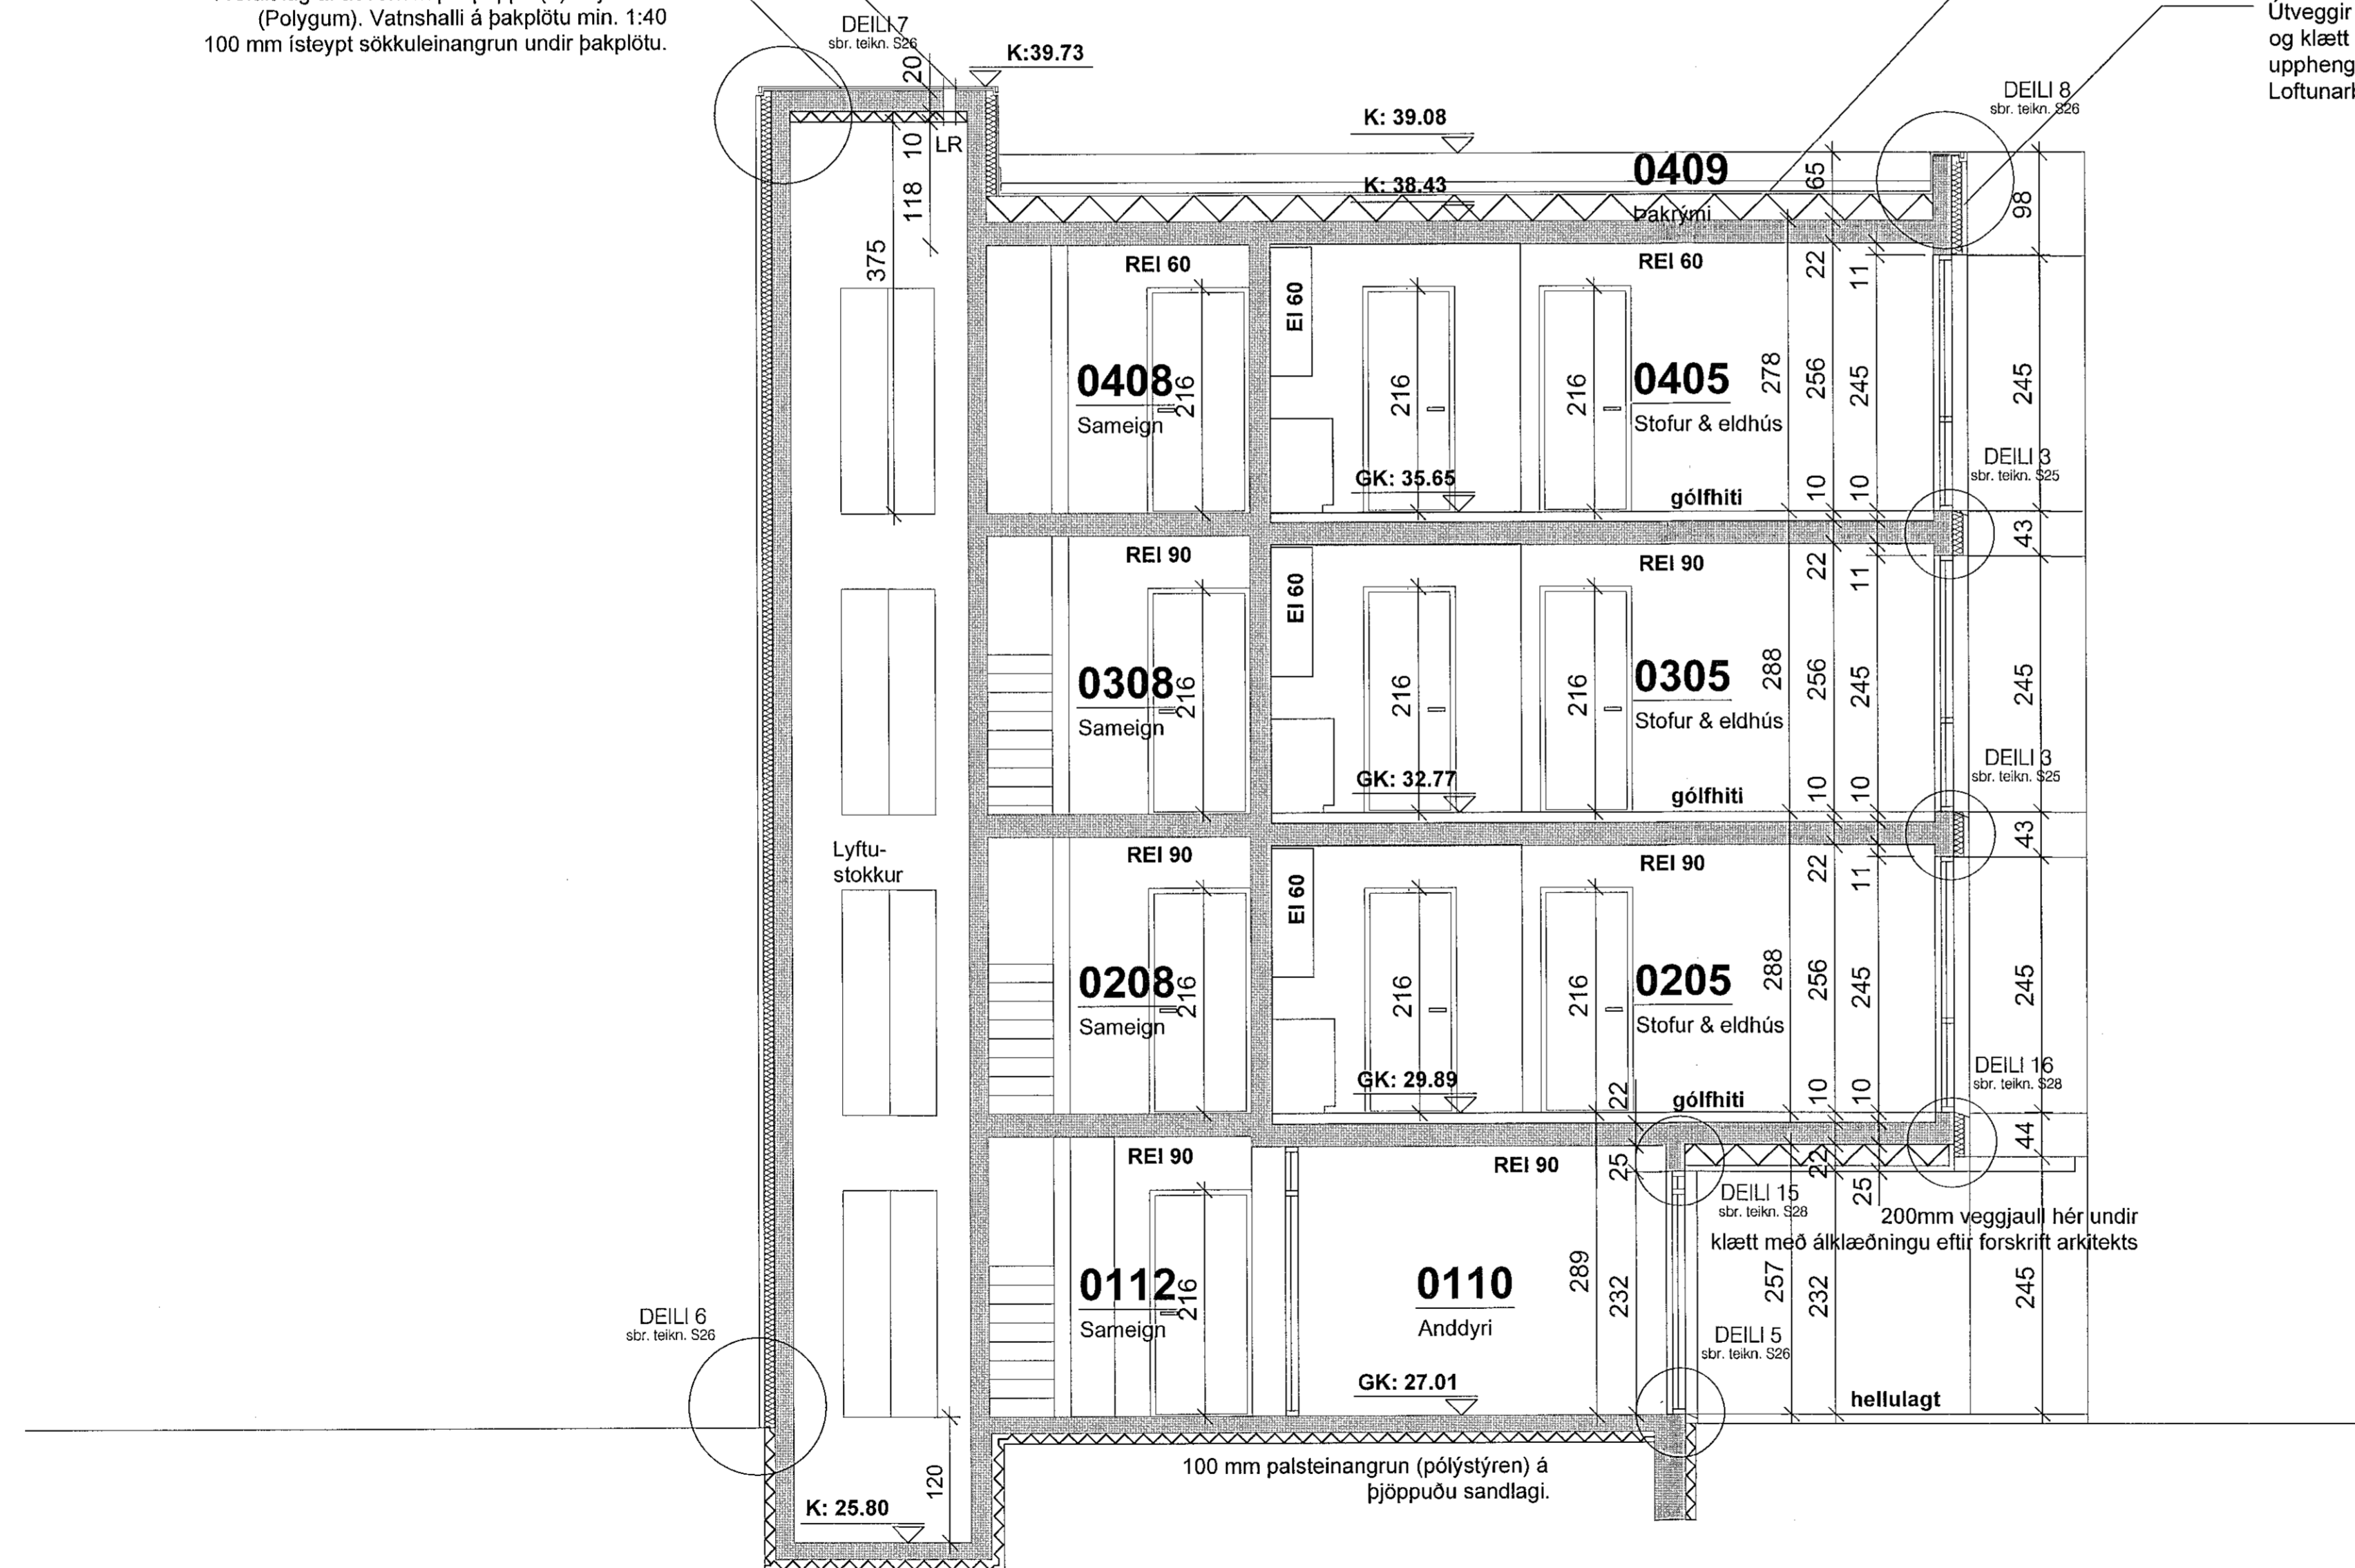 (Polygum). Vatnshalli á þakplötu min. 1:40
100 mm ísteypt sökkuleinangrun undir þakplötu.
DEILI 7
sbr. teikn. S26
K:39.73
Útveggir
og klætt
uppheng
DEILI 8
sbr. teikn. S26
K: 39.08
K: 38.43
0409
Þakrými
20
10
LR
118
375
65
98
REI 60
REI 60
EI 60
22
11
0408
Sameign
216
216
216
0405
Stofur & eldhús
278
256
245
245
GK: 35.65
gólfhiti
10
10
DEILI 3
sbr. teikn. S25
43
REI 90
REI 90
EI 60
22
11
0308
Sameign
216
216
216
0305
Stofur & eldhús
288
256
245
245
GK: 32.77
gólfhiti
10
10
DEILI 3
sbr. teikn. S25
43
Lyftu-
stokkur
REI 90
REI 90
EI 60
22
11
0208
Sameign
216
216
216
0205
Stofur & eldhús
288
256
245
245
GK: 29.89
22
gólfhiti
10
10
DEILI 16
sbr. teikn. S28
44
REI 90
REI 90
25
22
25
DEILI 15
sbr. teikn. S28
200mm veggjaull hér undir
klætt með álklæðningu eftir forskrift arkitekts
0112
Sameign
216
0110
Anddyri
289
232
257
232
245
DEILI 6
sbr. teikn. S26
DEILI 5
sbr. teikn. S26
GK: 27.01
hellulagt
100 mm palsteinangrun (pólýstýren) á
þjöppuðu sandlagi.
120
K: 25.80